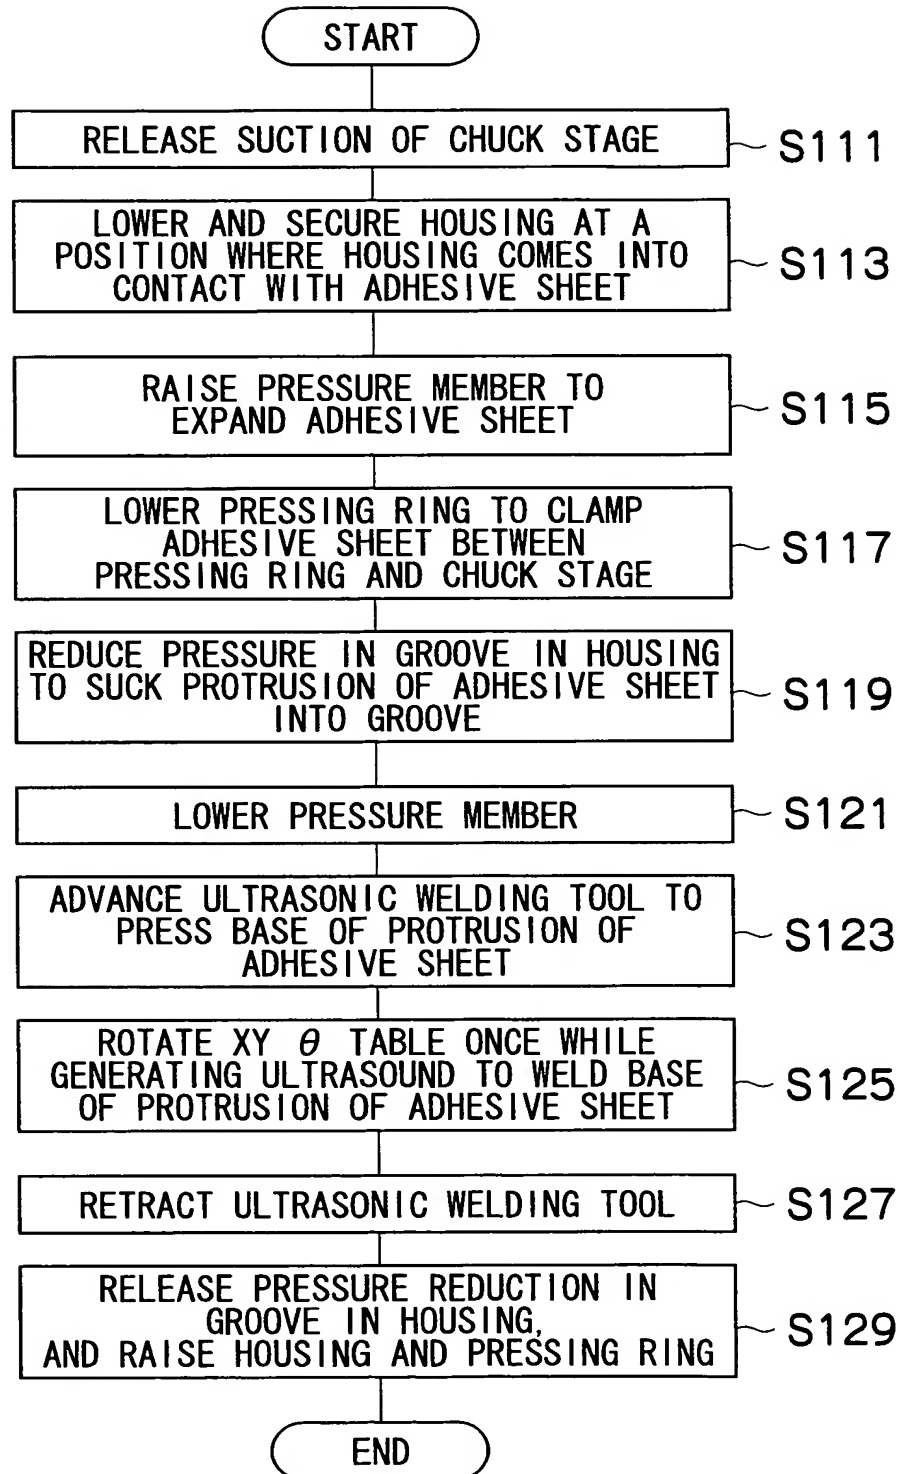 START
RELEASE SUCTION OF CHUCK STAGE
S111
LOWER AND SECURE HOUSING AT A
POSITION WHERE HOUSING COMES INTO
CONTACT WITH ADHESIVE SHEET
S113
RAISE PRESSURE MEMBER TO
EXPAND ADHESIVE SHEET
S115
LOWER PRESSING RING TO CLAMP
ADHESIVE SHEET BETWEEN
PRESSING RING AND CHUCK STAGE
S117
REDUCE PRESSURE IN GROOVE IN HOUSING
TO SUCK PROTRUSION OF ADHESIVE SHEET
INTO GROOVE
S119
LOWER PRESSURE MEMBER
S121
ADVANCE ULTRASONIC WELDING TOOL TO
PRESS BASE OF PROTRUSION OF
ADHESIVE SHEET
S123
ROTATE XY θ TABLE ONCE WHILE
GENERATING ULTRASOUND TO WELD BASE
OF PROTRUSION OF ADHESIVE SHEET
S125
RETRACT ULTRASONIC WELDING TOOL
S127
RELEASE PRESSURE REDUCTION IN
GROOVE IN HOUSING,
AND RAISE HOUSING AND PRESSING RING
S129
END